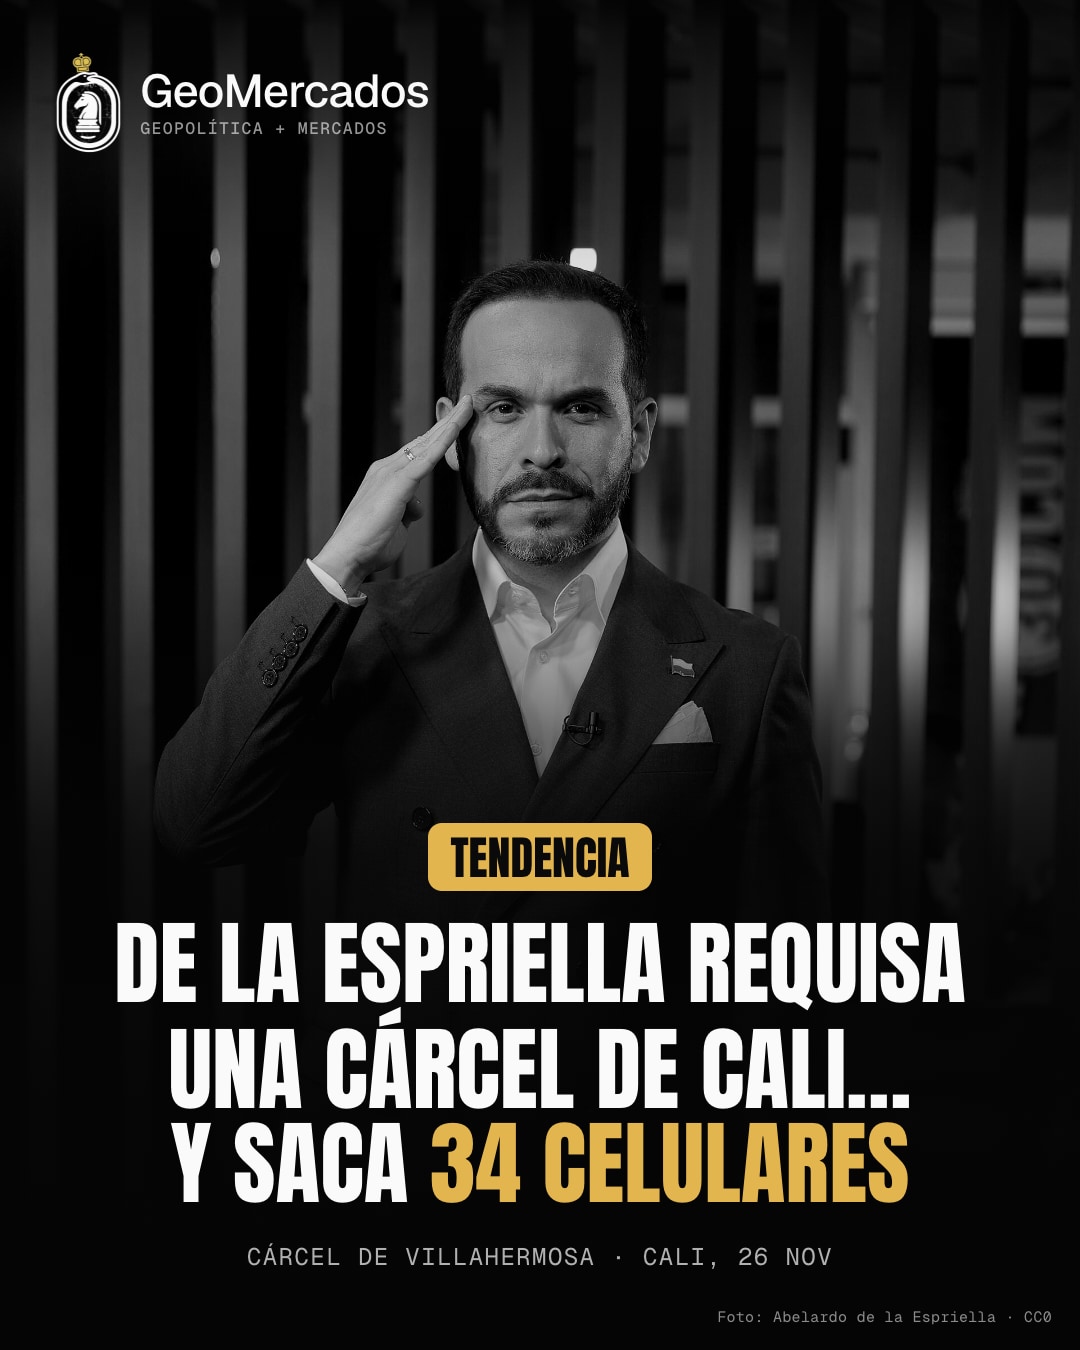 GeoMercados
GEOPOLÍTICA + MERCADOS
TENDENCIA
DE LA ESPRIELLA REQUISA
UNA CÁRCEL DE CALI...
Y SACA 34 CELULARES
CÁRCEL DE VILLAHERMOSA · CALI, 26 NOV
Foto: Abelardo de la Espriella · CC0